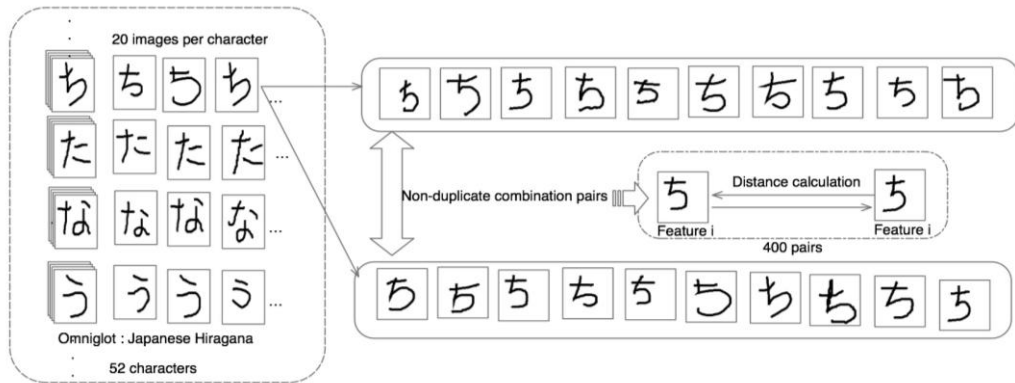 20 images per character
ち ち ち ち ...
た た た た ...
な な な な ...
う う う う ...
Omniglot : Japanese Hiragana
52 characters
ち ち ち ち ち ち ち ち ち ち
Non-duplicate combination pairs
Distance calculation
ち ち
Feature i Feature i
400 pairs
ち ち ち ち ち ち ち ち ち ち